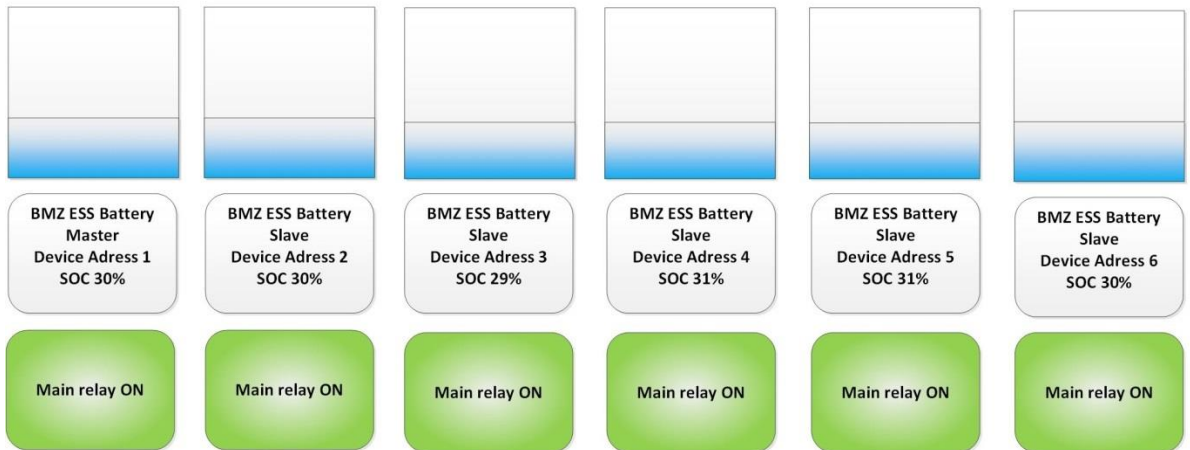 BMZ ESS Battery
Master
Device Adress 1
SOC 30%
BMZ ESS Battery
Slave
Device Adress 2
SOC 30%
BMZ ESS Battery
Slave
Device Adress 3
SOC 29%
BMZ ESS Battery
Slave
Device Adress 4
SOC 31%
BMZ ESS Battery
Slave
Device Adress 5
SOC 31%
BMZ ESS Battery
Slave
Device Adress 6
SOC 30%
Main relay ON
Main relay ON
Main relay ON
Main relay ON
Main relay ON
Main relay ON